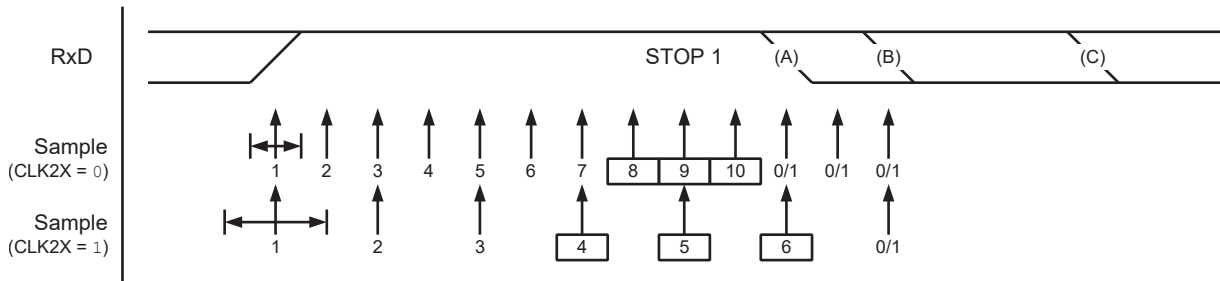 RxD
STOP 1
(A)
(B)
(C)
Sample
(CLK2X = 0)
1 2 3 4 5 6 7 8 9 10 0/1 0/1 0/1
Sample
(CLK2X = 1)
1 2 3 4 5 6 0/1